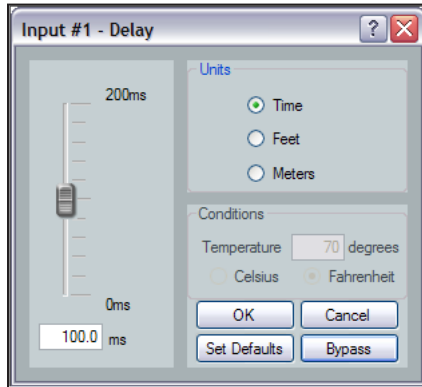 Input #1 - Delay
200ms
0ms
100.0 ms
Units
Time
Feet
Meters
Conditions
Temperature 70 degrees
Celsius Fahrenheit
OK Cancel
Set Defaults Bypass